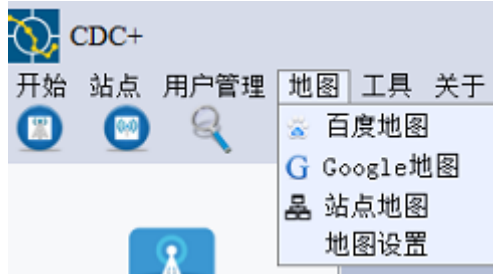 CDC+
开始 站点 用户管理 地图 工具 关于
百度地图
Google地图
站点地图
地图设置